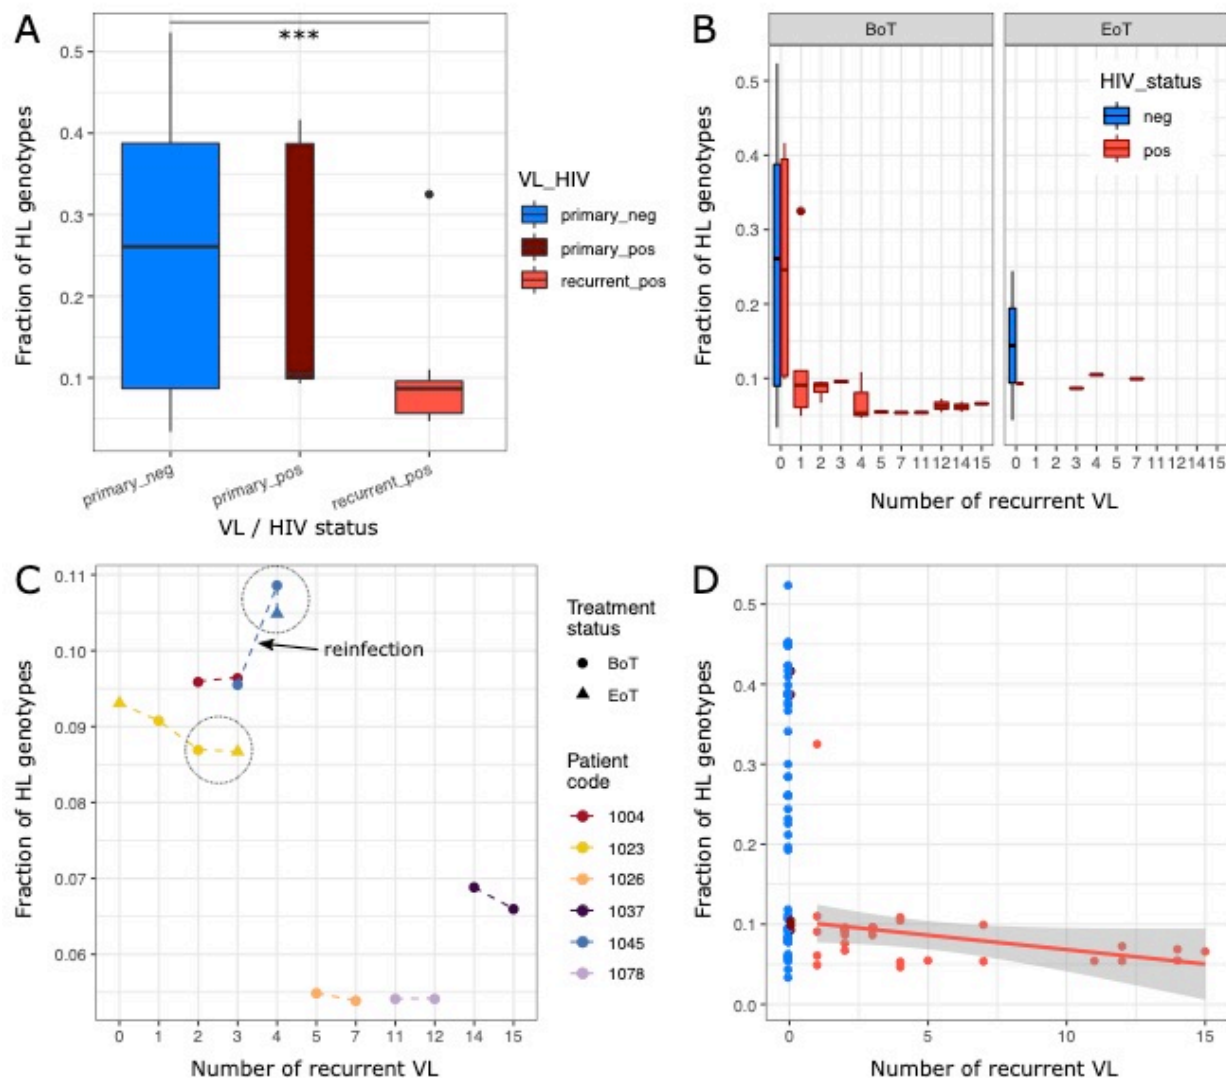 A
Fraction of HL genotypes
0.5
0.4
0.3
0.2
0.1
***
primary_neg
primary_pos
recurrent_pos
VL / HIV status
VL_HIV
primary_neg
primary_pos
recurrent_pos
B
BoT
EoT
Fraction of HL genotypes
0.5
0.4
0.3
0.2
0.1
HIV_status
neg
pos
0 1 2 3 4 5 7 11 12 14 15
0 1 2 3 4 5 7 11 12 14 15
Number of recurrent VL
C
Fraction of HL genotypes
0.11
0.10
0.09
0.08
0.07
0.06
reinfection
0 1 2 3 4 5 7 11 12 14 15
Number of recurrent VL
Treatment
status
BoT
EoT
Patient
code
1004
1023
1026
1037
1045
1078
D
Fraction of HL genotypes
0.5
0.4
0.3
0.2
0.1
0.0
0 5 10 15
Number of recurrent VL